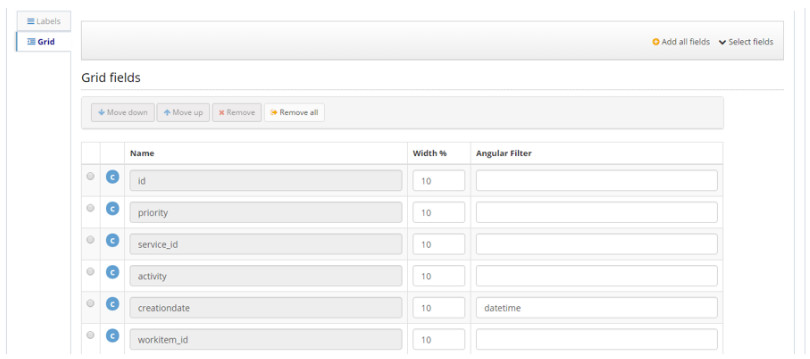 Labels
Grid
Add all fields Select fields
Grid fields
Move down Move up Remove Remove all
Name Width % Angular Filter
C id 10
C priority 10
C service_id 10
C activity 10
C creationdate 10 datetime
C workitem_id 10